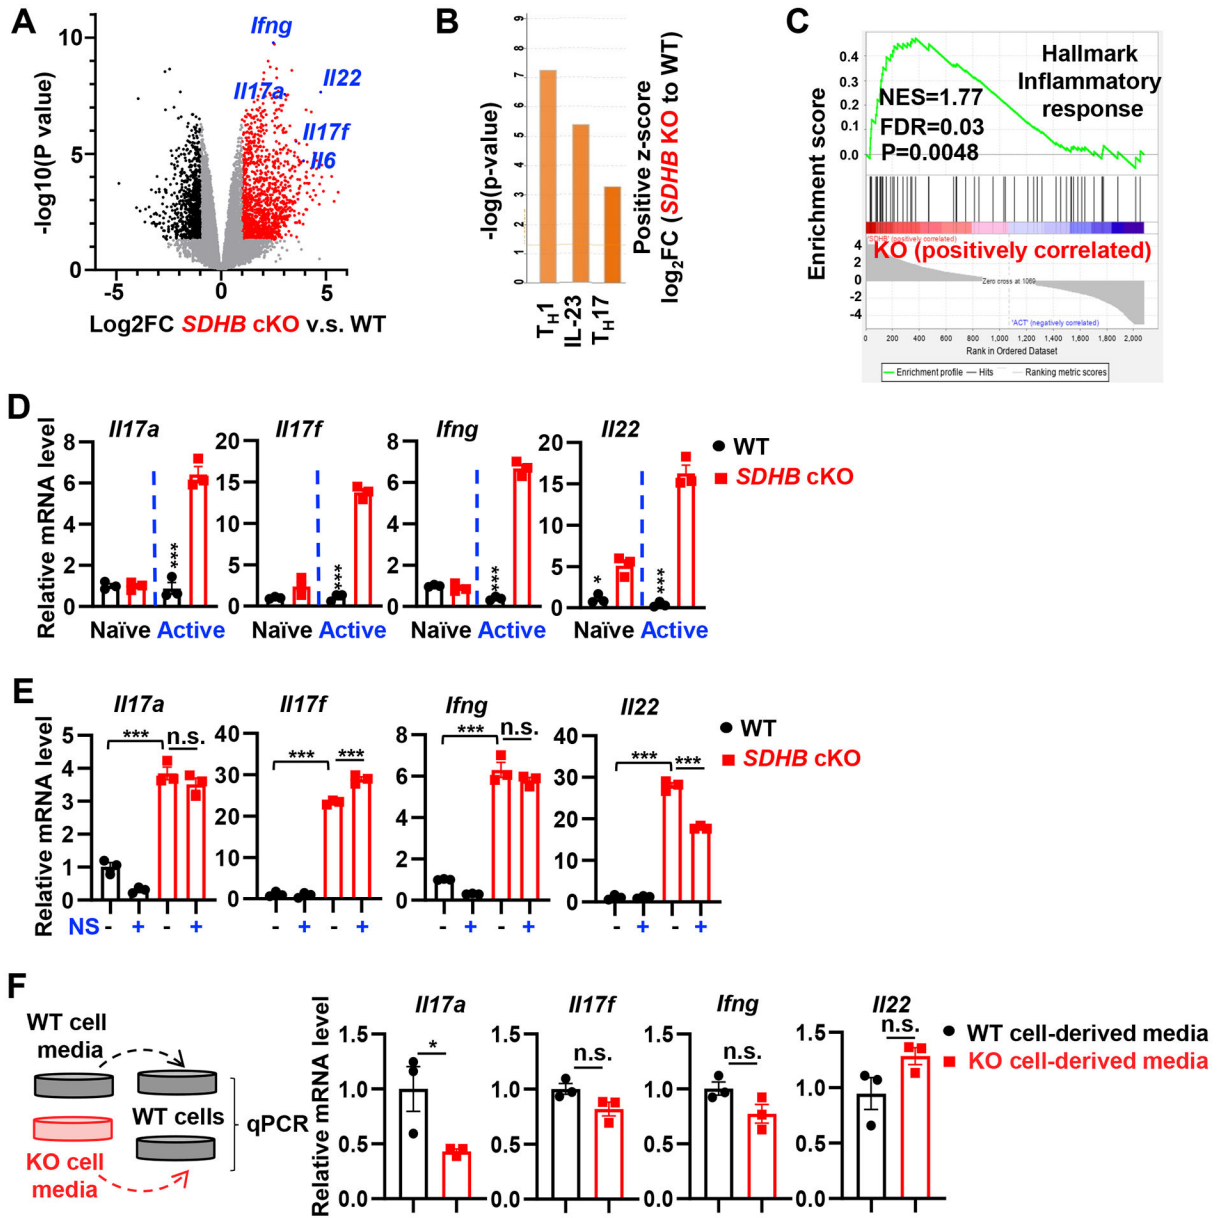 A
10
5
0
-log10(P value)
Ifng
Il17a
Il22
Il17f
Il6
-5
0
5
Log2FC SDHB cKO v.s. WT
B
9
8
7
6
5
4
3
2
1
0
-log(p-value)
TH1
IL-23
TH17
Positive z-score
log2FC ( SDHB KO to WT)
C
Enrichment score
0.4
0.3
0.2
0.1
0.0
Hallmark
Inflammatory
response
NES=1.77
FDR=0.03
P=0.0048
'SDHB' (positively correlated)
KO (positively correlated)
4
2
0
-2
-4
Zero cross at 1069
'ACT' (negatively correlated)
0 200 400 600 800 1,000 1,200 1,400 1,600 1,800 2,000
Rank in Ordered Dataset
Enrichment profile Hits Ranking metric scores
D
Relative mRNA level
Il17a
8
6
4
2
0
***
Naïve Active
Il17f
20
15
10
5
0
***
Naïve Active
Ifng
8
6
4
2
0
***
Naïve Active
Il22
20
15
10
5
0
*
***
Naïve Active
WT
SDHB cKO
E
Relative mRNA level
Il17a
5
4
3
2
1
0
*** n.s.
NS - + - +
Il17f
40
30
20
10
0
*** ***
- + - +
Ifng
8
6
4
2
0
*** n.s.
- + - +
Il22
40
30
20
10
0
*** ***
- + - +
WT
SDHB cKO
F
WT cell
media
WT cells
KO cell
media
qPCR
Relative mRNA level
Il17a
1.5
1.0
0.5
0.0
*
Il17f
1.5
1.0
0.5
0.0
n.s.
Ifng
1.5
1.0
0.5
0.0
n.s.
Il22
1.5
1.0
0.5
0.0
n.s.
WT cell-derived media
KO cell-derived media